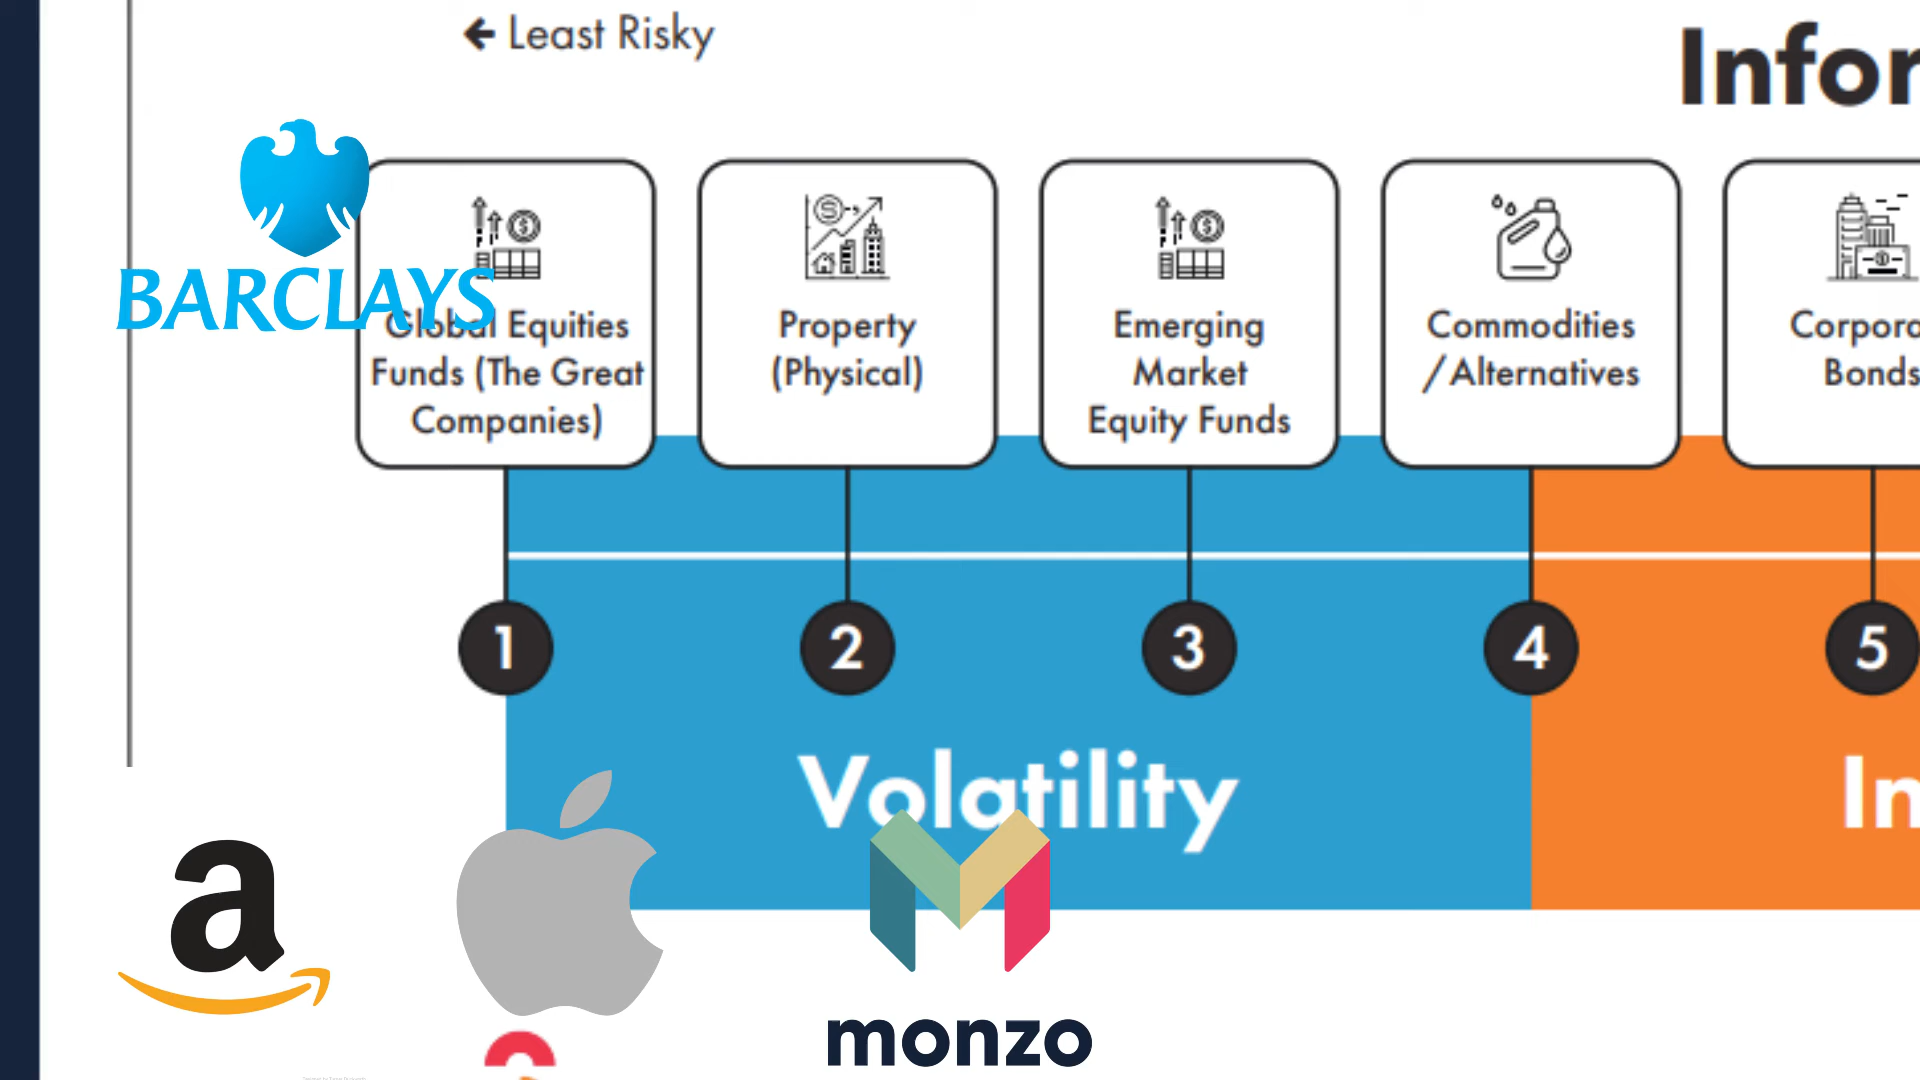 ← Least Risky
Infor
BARCLAYS
Global Equities
Funds (The Great
Companies)
Property
(Physical)
Emerging
Market
Equity Funds
Commodities
/Alternatives
Corpora
Bonds
1
2
3
4
5
Volatility
In
a
monzo